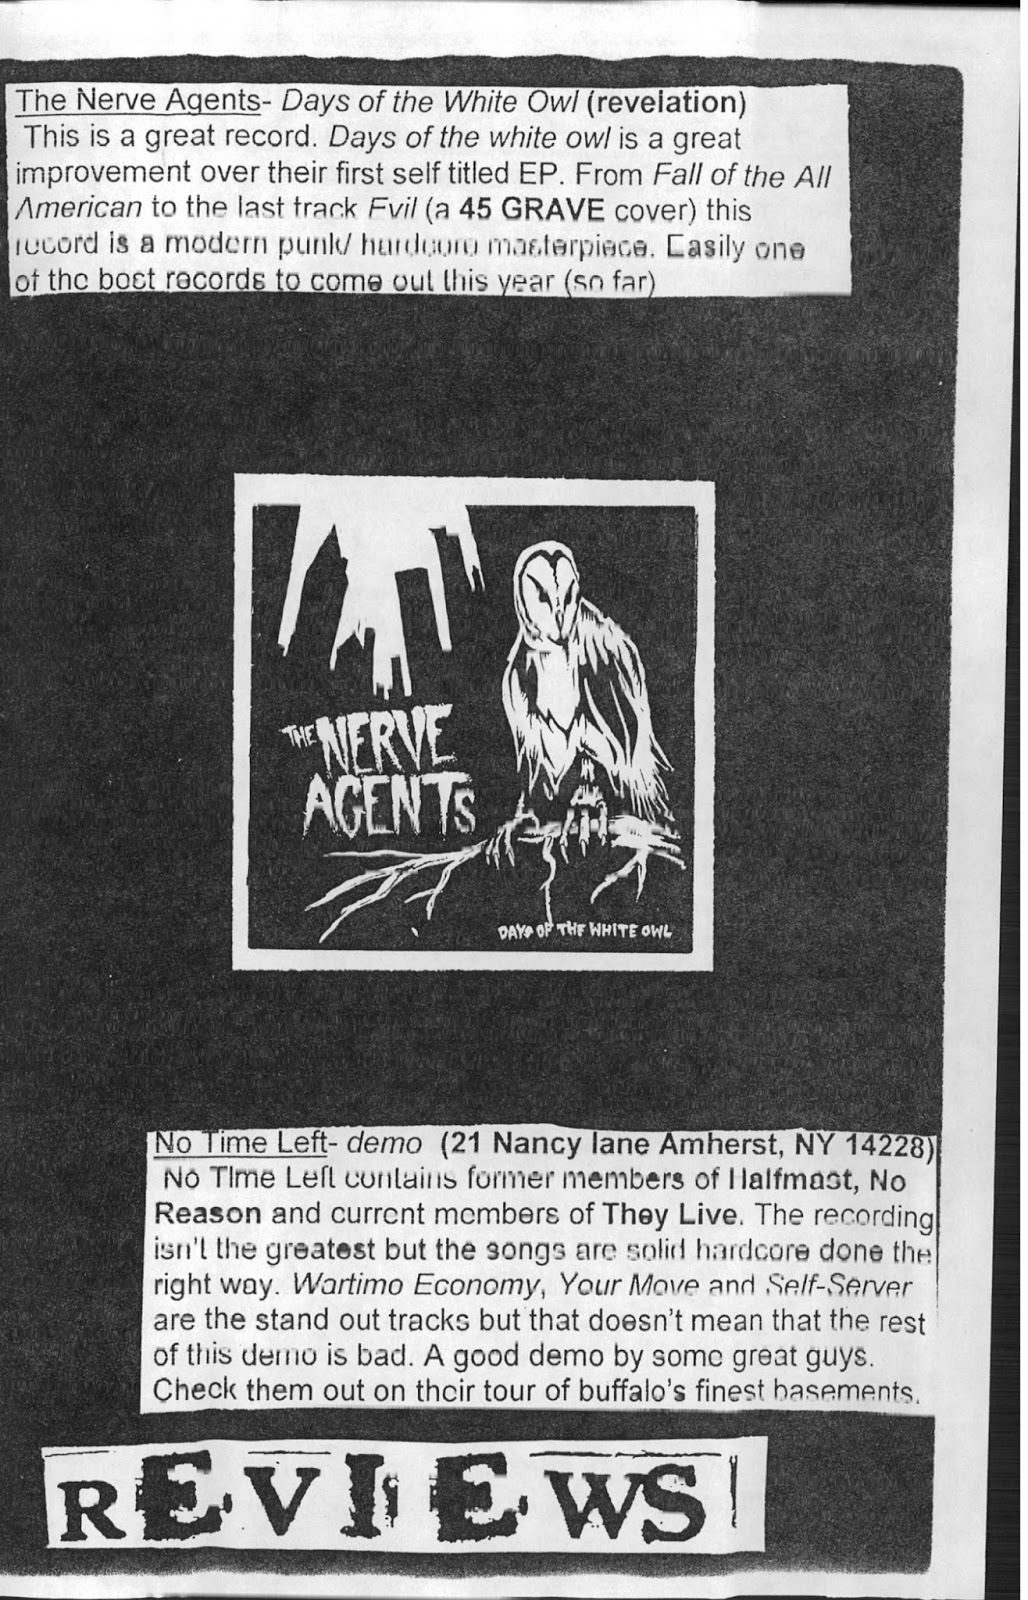 The Nerve Agents- Days of the White Owl (revelation)
This is a great record. Days of the white owl is a great
improvement over their first self titled EP. From Fall of the All
American to the last track Evil (a 45 GRAVE cover) this
record is a modern punk/ hardcore masterpiece. Easily one
of the best records to come out this year (so far)
THE NERVE
AGENTS
DAYS OF THE WHITE OWL
No Time Left- demo (21 Nancy lane Amherst, NY 14228)
No TIme Left contains former members of Halfmast, No
Reason and current members of They Live. The recording
isn't the greatest but the songs are solid hardcore done the
right way. Wartime Economy, Your Move and Self-Server
are the stand out tracks but that doesn't mean that the rest
of this demo is bad. A good demo by some great guys.
Check them out on their tour of buffalo's finest basements.
REVIEWS